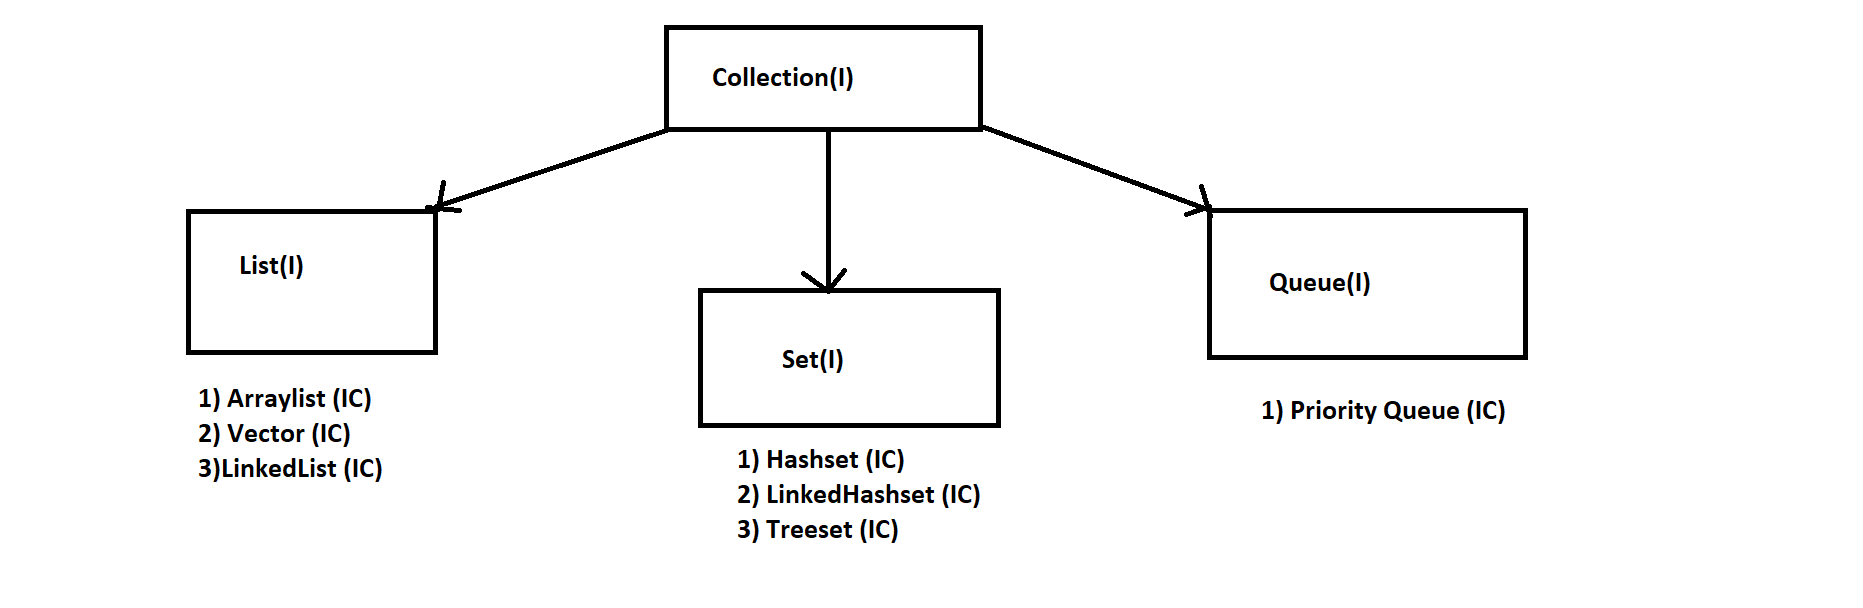 Collection(I)
List(I)
1) Arraylist (IC)
2) Vector (IC)
3)LinkedList (IC)
Set(I)
1) Hashset (IC)
2) LinkedHashset (IC)
3) Treeset (IC)
Queue(I)
1) Priority Queue (IC)